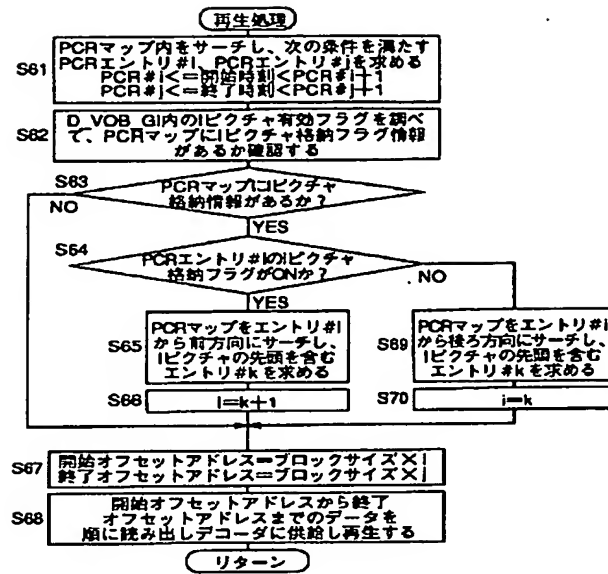 再生処理
S61
PCRマップ内をサーチし、次の条件を満たす
PCRエントリ#i、PCRエントリ#jを求める
PCR#i<=開始時刻<PCR#i+1
PCR#j<=終了時刻<PCR#j+1
S62
D_VOB_GI内のIピクチャ有効フラグを調べ
て、PCRマップにIピクチャ格納フラグ情報
があるか確認する
S63
PCRマップにIピクチャ
格納情報があるか?
NO
YES
S64
PCRエントリ#iのIピクチャ
格納フラグがONか?
NO
YES
S65
PCRマップをエントリ#i
から前方向にサーチし、
Iピクチャの先頭を含む
エントリ#kを求める
S69
PCRマップをエントリ#i
から後ろ方向にサーチし、
Iピクチャの先頭を含む
エントリ#kを求める
S66
i=k+1
S70
i=k
S67
開始オフセットアドレス=ブロックサイズ×i
終了オフセットアドレス=ブロックサイズ×j
S68
開始オフセットアドレスから終了
オフセットアドレスまでのデータを
順に読み出しデコーダに供給し再生する
リターン